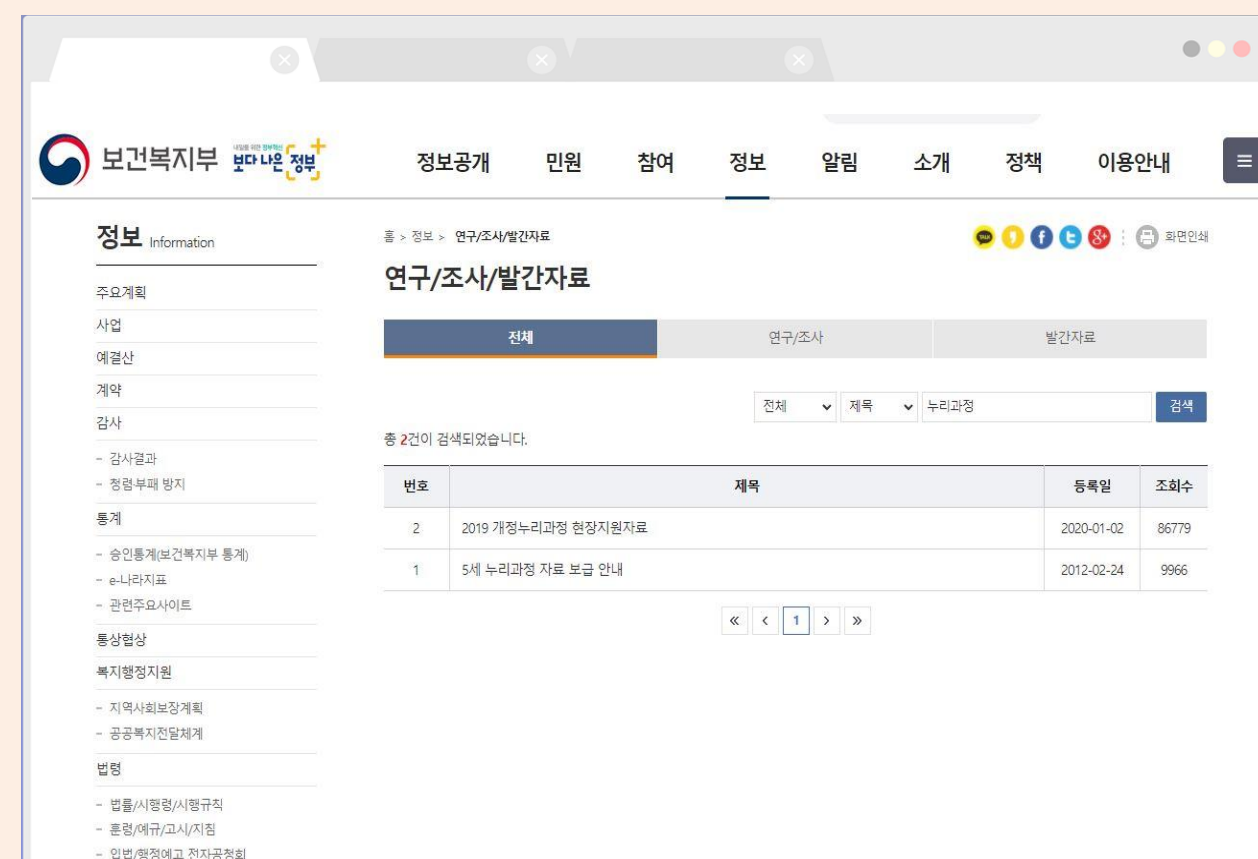 보건복지부
내일을 위한 정부혁신
보다 나은 정부
정보공개 민원 참여 정보 알림 소개 정책 이용안내
정보 Information
주요계획
사업
예결산
계약
감사
- 감사결과
- 청렴·부패 방지
통계
- 승인통계(보건복지부 통계)
- e-나라지표
- 관련주요사이트
통상협상
복지행정지원
- 지역사회보장계획
- 공공복지전달체계
법령
- 법률/시행령/시행규칙
- 훈령/예규/고시/지침
- 입법/행정예고 전자공청회
홈 > 정보 > 연구/조사/발간자료
TALK f t 8+ 화면인쇄
연구/조사/발간자료
전체 연구/조사 발간자료
전체 제목 누리과정 검색
총 2건이 검색되었습니다.
번호 제목 등록일 조회수
2 2019 개정누리과정 현장지원자료 2020-01-02 86779
1 5세 누리과정 자료 보급 안내 2012-02-24 9966
« < 1 > »